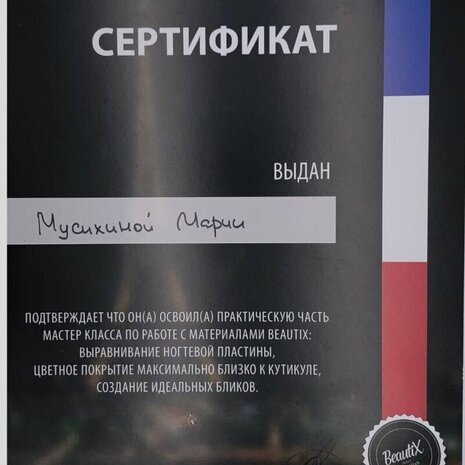 СЕРТИФИКАТ
ВЫДАН
Мусихиной Марии
ПОДТВЕРЖДАЕТ ЧТО ОН(А) ОСВОИЛ(А) ПРАКТИЧЕСКУЮ ЧАСТЬ
МАСТЕР КЛАССА ПО РАБОТЕ С МАТЕРИАЛАМИ BEAUTIX:
ВЫРАВНИВАНИЕ НОГТЕВОЙ ПЛАСТИНЫ,
ЦВЕТНОЕ ПОКРЫТИЕ МАКСИМАЛЬНО БЛИЗКО К КУТИКУЛЕ,
СОЗДАНИЕ ИДЕАЛЬНЫХ БЛИКОВ.
BeautiX